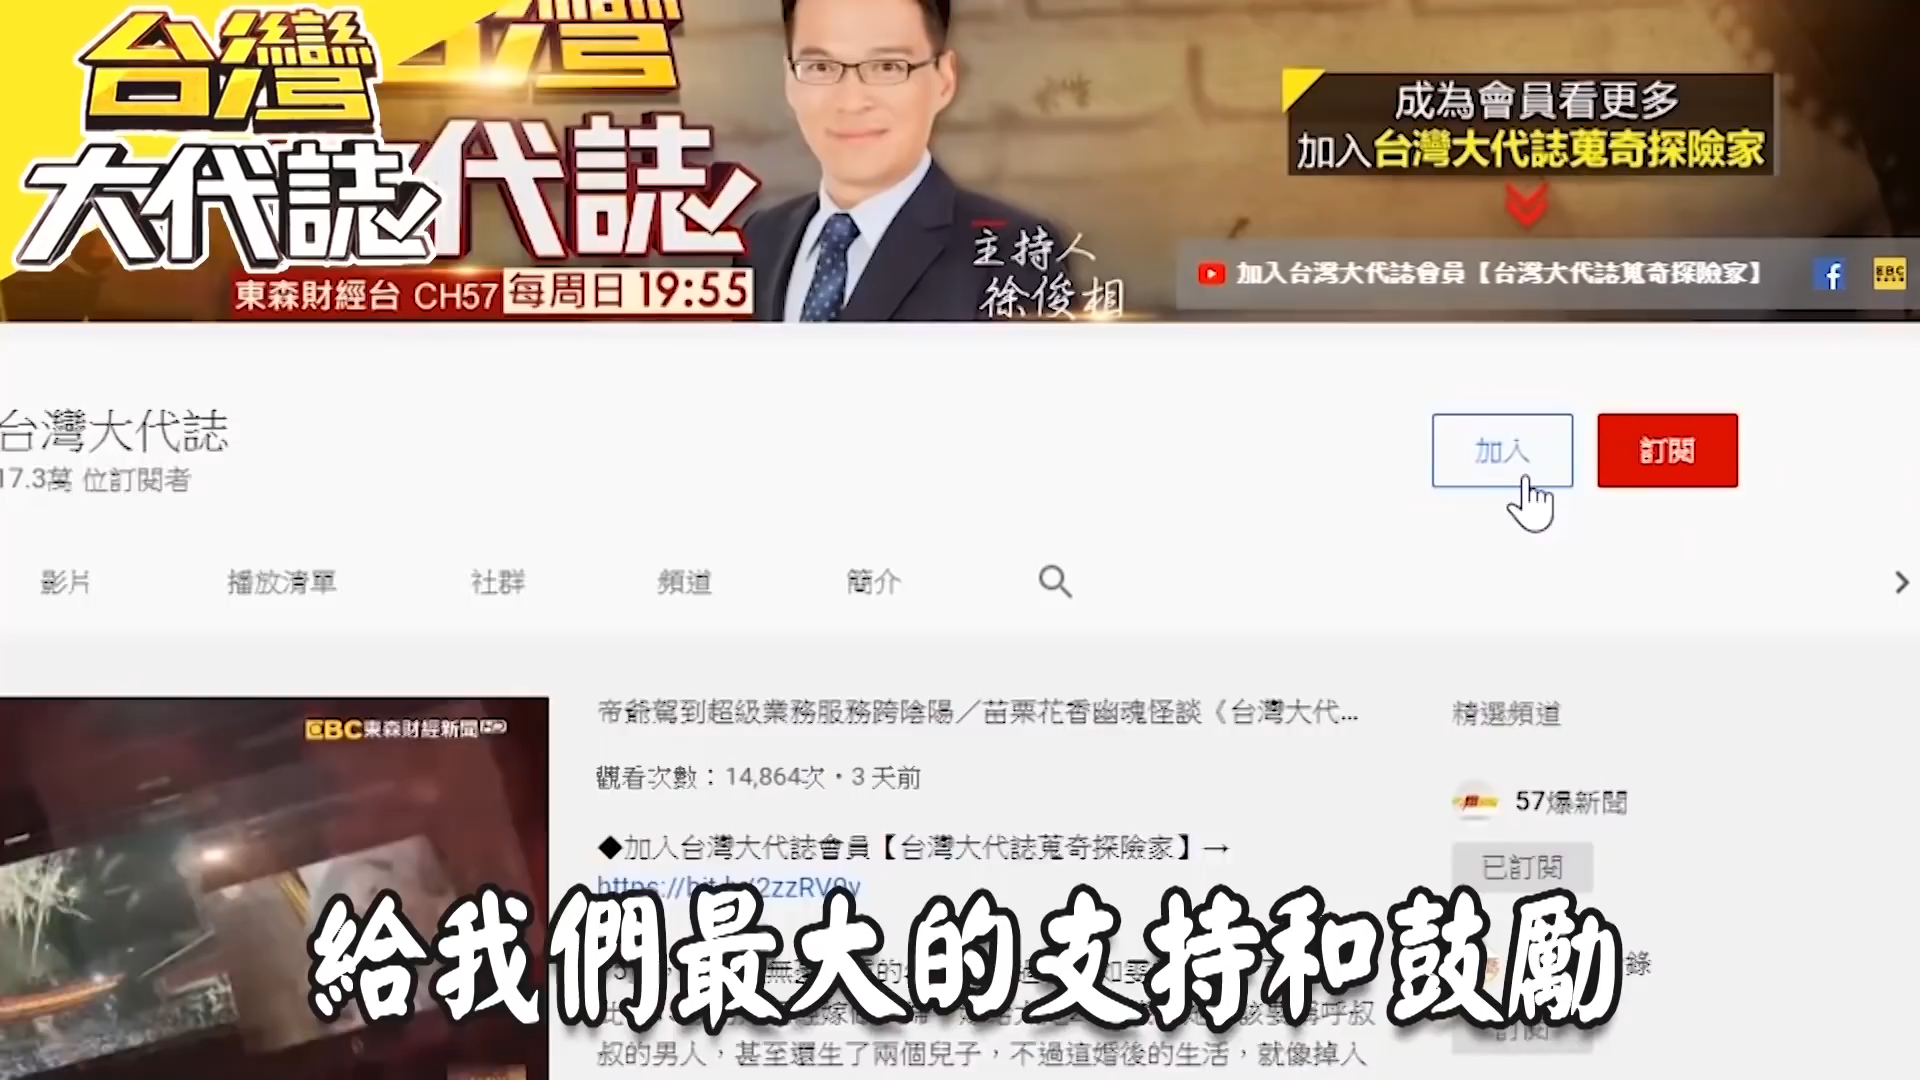 台灣
大代誌
台灣
代誌
東森財經台 CH57 每周日 19:55
主持人
徐俊相
成為會員看更多
加入台灣大代誌蒐奇探險家
加入台灣大代誌會員【台灣大代誌蒐奇探險家】
EBC
台灣大代誌
17.3萬 位訂閱者
加入
訂閱
影片
播放清單
社群
頻道
簡介
EBC東森財經新聞HD
帝爺駕到超級業務服務跨陰陽／苗栗花香幽魂怪談《台灣大代...
觀看次數：14,864次・3 天前
◆加入台灣大代誌會員【台灣大代誌蒐奇探險家】→
精選頻道
57爆新聞
已訂閱
給我們最大的支持和鼓勵
錄
該要稱呼叔
叔的男人，甚至還生了兩個兒子，不過這婚後的生活，就像掉入